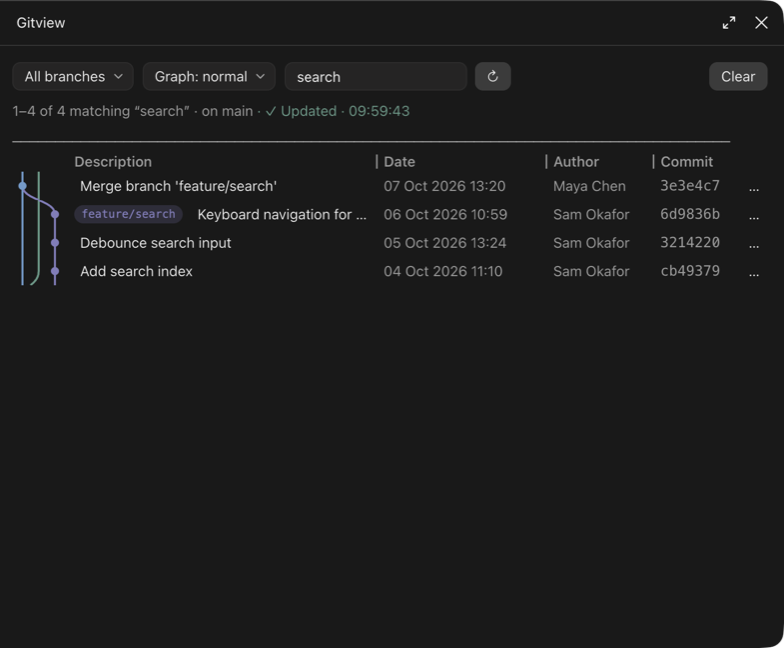 Gitview
All branches Graph: normal search Clear
1–4 of 4 matching “search” · on main · ✓ Updated · 09:59:43
Description | Date | Author | Commit
Merge branch 'feature/search' 07 Oct 2026 13:20 Maya Chen 3e3e4c7 ...
feature/search Keyboard navigation for ... 06 Oct 2026 10:59 Sam Okafor 6d9836b ...
Debounce search input 05 Oct 2026 13:24 Sam Okafor 3214220 ...
Add search index 04 Oct 2026 11:10 Sam Okafor cb49379 ...